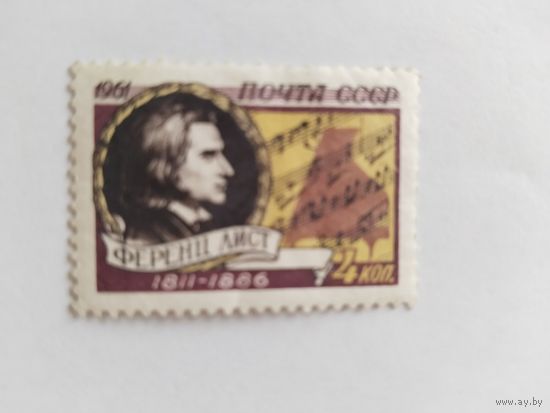 1961 ПОЧТА СССР
ФЕРЕНЦ ЛИСТ
1811-1886
4 КОП.
www.ay.by